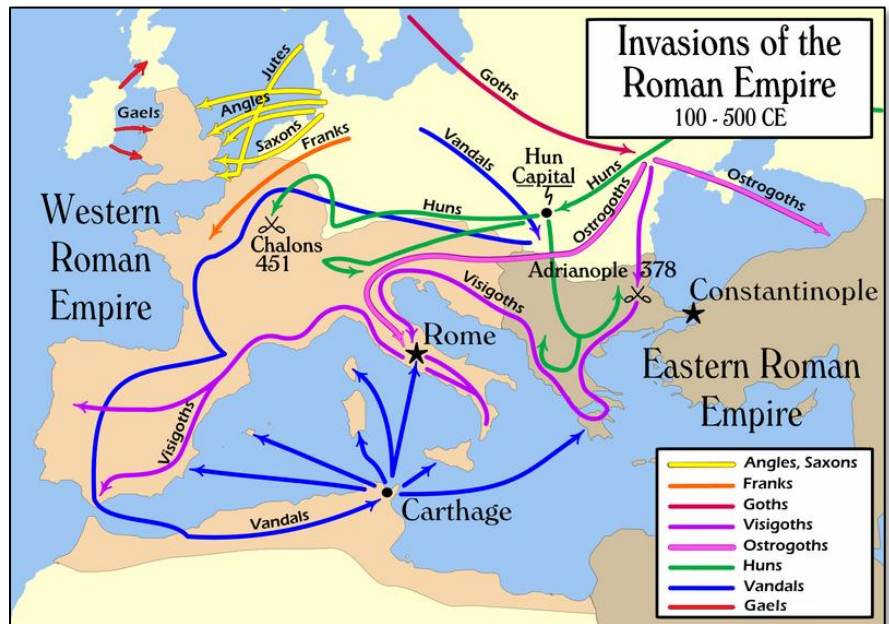 Invasions of the
Roman Empire
100 - 500 CE
Jutes
Angles
Saxons
Gaels
Franks
Goths
Vandals
Hun
Capital
Huns
Ostrogoths
Ostrogoths
Huns
Western
Roman
Empire
Chalons
451
Adrianople 378
Visigoths
Constantinople
Rome
Eastern Roman
Empire
Visigoths
Vandals
Carthage
Angles, Saxons
Franks
Goths
Visigoths
Ostrogoths
Huns
Vandals
Gaels